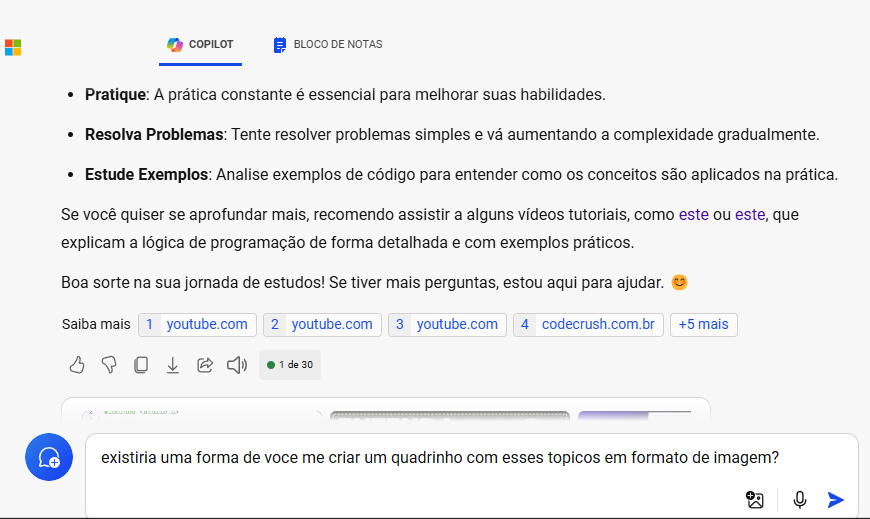 COPILOT
BLOCO DE NOTAS
Pratique: A prática constante é essencial para melhorar suas habilidades.
Resolva Problemas: Tente resolver problemas simples e vá aumentando a complexidade gradualmente.
Estude Exemplos: Analise exemplos de código para entender como os conceitos são aplicados na prática.
Se você quiser se aprofundar mais, recomendo assistir a alguns vídeos tutoriais, como este ou este, que
explicam a lógica de programação de forma detalhada e com exemplos práticos.
Boa sorte na sua jornada de estudos! Se tiver mais perguntas, estou aqui para ajudar. 😊
Saiba mais 1 youtube.com 2 youtube.com 3 youtube.com 4 codecrush.com.br +5 mais
1 de 30
existiria uma forma de voce me criar um quadrinho com esses topicos em formato de imagem?